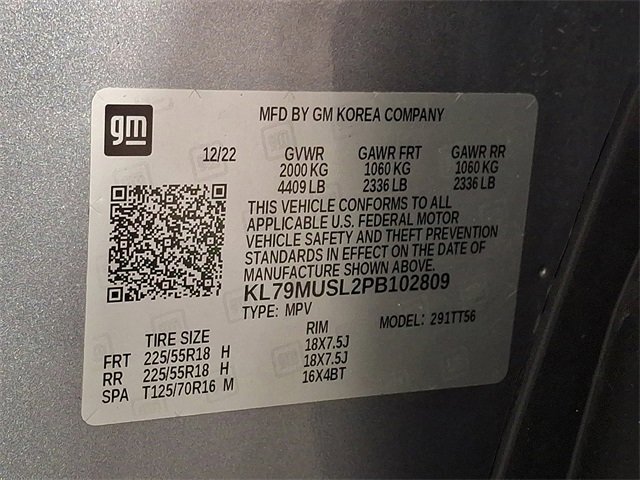 gm
MFD BY GM KOREA COMPANY
12/22 GVWR GAWR FRT GAWR RR
2000 KG 1060 KG 1060 KG
4409 LB 2336 LB 2336 LB
THIS VEHICLE CONFORMS TO ALL
APPLICABLE U.S. FEDERAL MOTOR
VEHICLE SAFETY AND THEFT PREVENTION
STANDARDS IN EFFECT ON THE DATE OF
MANUFACTURE SHOWN ABOVE.
KL79MUSL2PB102809
TYPE: MPV MODEL: 291TT56
TIRE SIZE RIM
FRT 225/55R18 H 18X7.5J
RR 225/55R18 H 18X7.5J
SPA T125/70R16 M 16X4BT